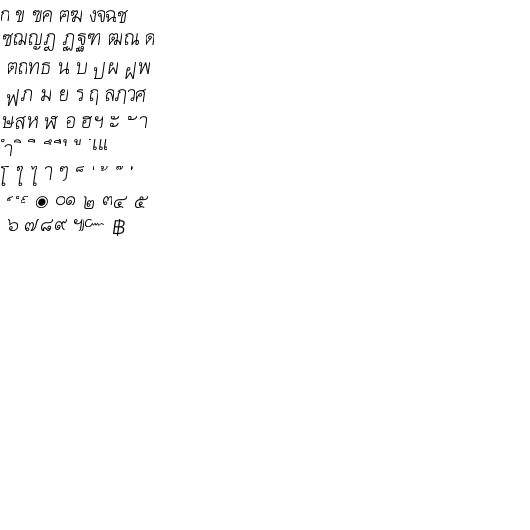 ก ข ฃค ฅฆ งจฉช
ซฌญฎ ฏฐฑ ฒณ ด
ตถทธ น บ ปผ ฝพ
ฟภ ม ย ร ฤ ลฦวศ
ษสห ฬ อ ฮฯ ะ ั า
ำ ิ ี ึ ื ุ ู ฺ เแ
โ ใ ไ ๅ ๆ ็ ่ ้ ๊ ๋
์ ํ ๎ ๏ ๐๑ ๒ ๓๔ ๕
๖ ๗๘๙ ๚๛ ฿